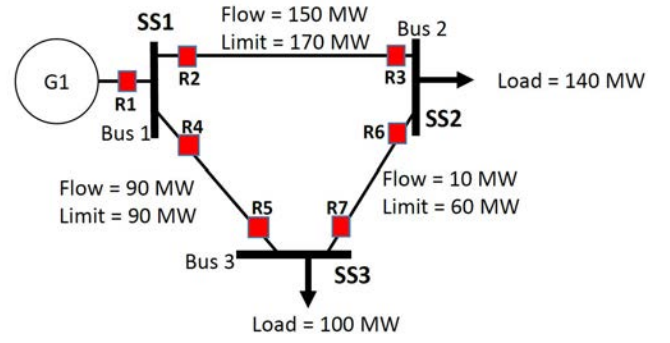 Flow = 150 MW
Limit = 170 MW
SS1
Bus 2
G1
R1
R2
R3
Load = 140 MW
Bus 1
R4
R6
SS2
Flow = 90 MW
Limit = 90 MW
Flow = 10 MW
Limit = 60 MW
R5
R7
Bus 3
SS3
Load = 100 MW